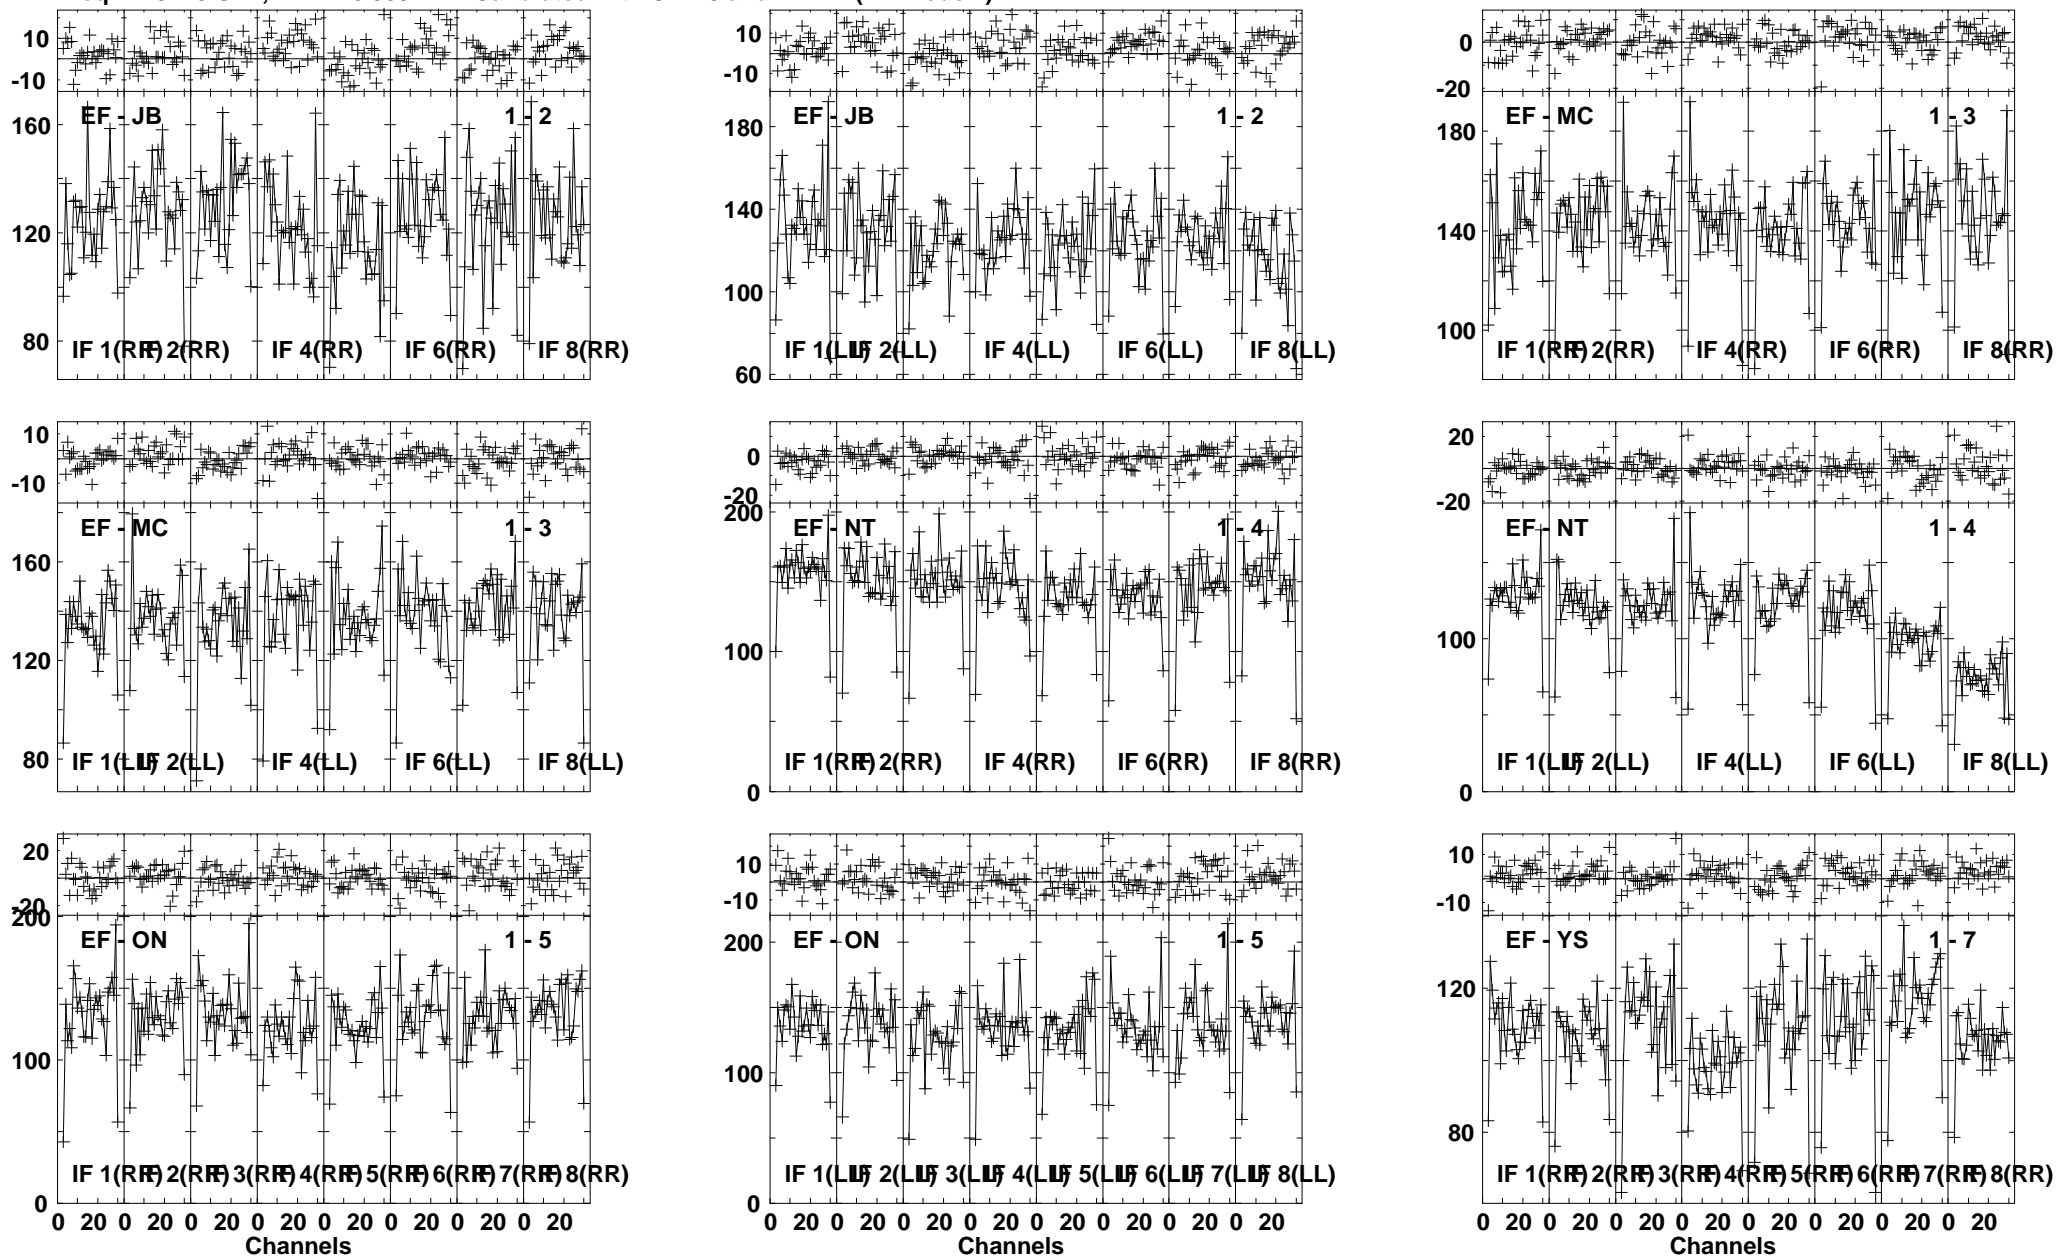 10 10 0
-10 -10 -20
EF - JB 1 - 2 EF - JB 1 - 2 EF - MC 1 - 3
160 180 180
120 140 140
80 100 100
60
IF 1(RR) IF 2(RR) IF 4(RR) IF 6(RR) IF 8(RR) IF 1(LL) IF 2(LL) IF 4(LL) IF 6(LL) IF 8(LL) IF 1(RR) IF 2(RR) IF 4(RR) IF 6(RR) IF 8(RR)
10 0 20
-10 -20 -20
EF - MC 1 - 3 EF - NT 1 - 4 EF - NT 1 - 4
160 200 100
120 100 0
80 0
IF 1(LL) IF 2(LL) IF 4(LL) IF 6(LL) IF 8(LL) IF 1(RR) IF 2(RR) IF 4(RR) IF 6(RR) IF 8(RR) IF 1(LL) IF 2(LL) IF 4(LL) IF 6(LL) IF 8(LL)
20 10 10
-20 -10 -10
EF - ON 1 - 5 EF - ON 1 - 5 EF - YS 1 - 7
200 200 120
100 100 80
0 0
IF 1(RR) IF 2(RR) IF 3(RR) IF 4(RR) IF 5(RR) IF 6(RR) IF 7(RR) IF 8(RR) IF 1(LL) IF 2(LL) IF 3(LL) IF 4(LL) IF 5(LL) IF 6(LL) IF 7(LL) IF 8(LL) IF 1(RR) IF 2(RR) IF 3(RR) IF 4(RR) IF 5(RR) IF 6(RR) IF 7(RR) IF 8(RR)
0 20 0 20 0 20 0 20 0 20 0 20 0 20 0 20 0 20 0 20 0 20 0 20 0 20 0 20 0 20 0 20 0 20 0 20 0 20 0 20 0 20 0 20 0 20 0 20
Channels Channels Channels